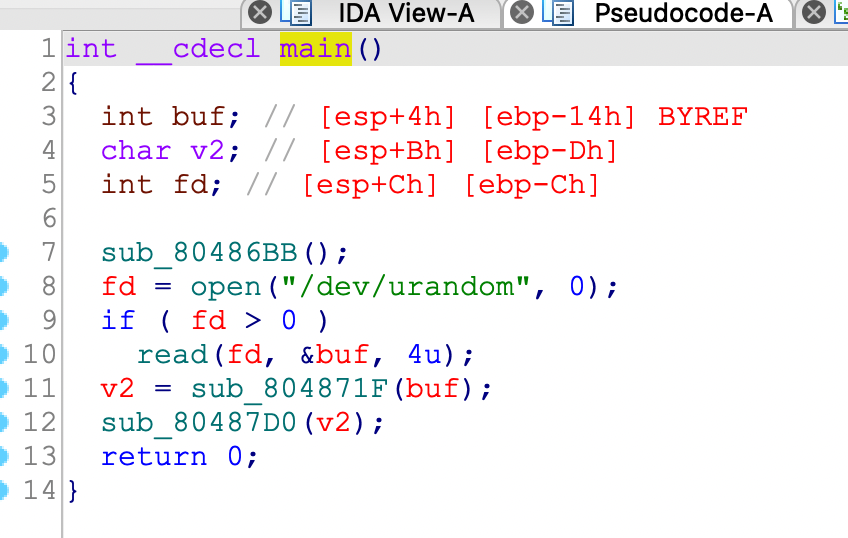 IDA View-A Pseudocode-A
1 int __cdecl main()
2 {
3 int buf; // [esp+4h] [ebp-14h] BYREF
4 char v2; // [esp+Bh] [ebp-Dh]
5 int fd; // [esp+Ch] [ebp-Ch]
6
7 sub_80486BB();
8 fd = open("/dev/urandom", 0);
9 if ( fd > 0 )
10 read(fd, &buf, 4u);
11 v2 = sub_804871F(buf);
12 sub_80487D0(v2);
13 return 0;
14 }